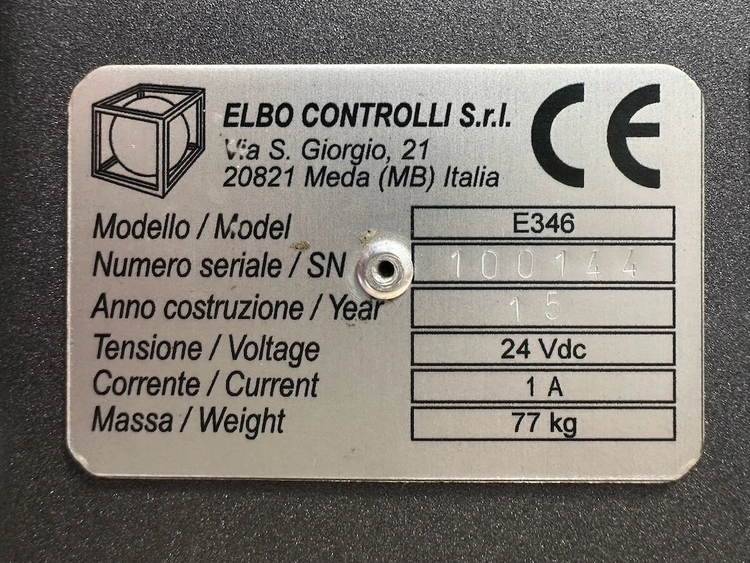 ELBO CONTROLLI S.r.l.
Via S. Giorgio, 21
20821 Meda (MB) Italia
CE
Modello / Model E346
Numero seriale / SN 100144
Anno costruzione / Year 15
Tensione / Voltage 24 Vdc
Corrente / Current 1 A
Massa / Weight 77 kg